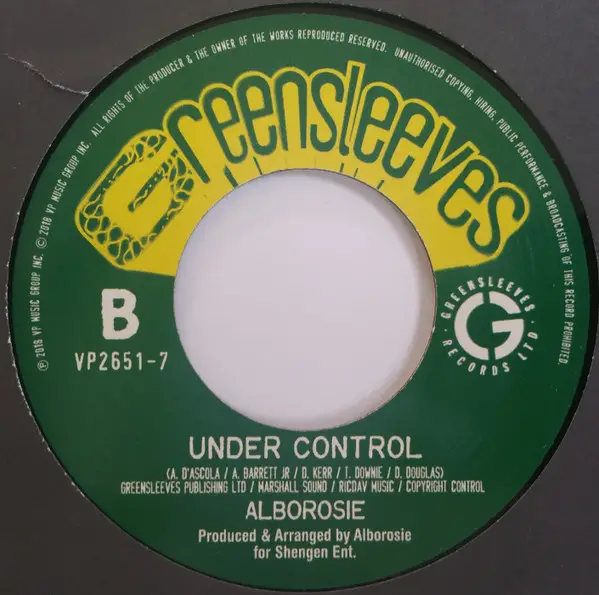 ℗ 2018 VP MUSIC GROUP INC. © 2018 VP MUSIC GROUP INC. ALL RIGHTS OF THE PRODUCER & THE OWNER OF THE WORKS REPRODUCED RESERVED. UNAUTHORISED COPYING, HIRING, PUBLIC PERFORMANCE & BROADCASTING OF THIS RECORD PROHIBITED.
Greensleeves
B
VP2651-7
GREENSLEEVES
RECORDS LTD
G
UNDER CONTROL
(A. D'ASCOLA / A. BARRETT JR / D. KERR / T. DOWNIE / D. DOUGLAS)
GREENSLEEVES PUBLISHING LTD / MARSHALL SOUND / RICDAV MUSIC / COPYRIGHT CONTROL
ALBOROSIE
Produced & Arranged by Alborosie
for Shengen Ent.